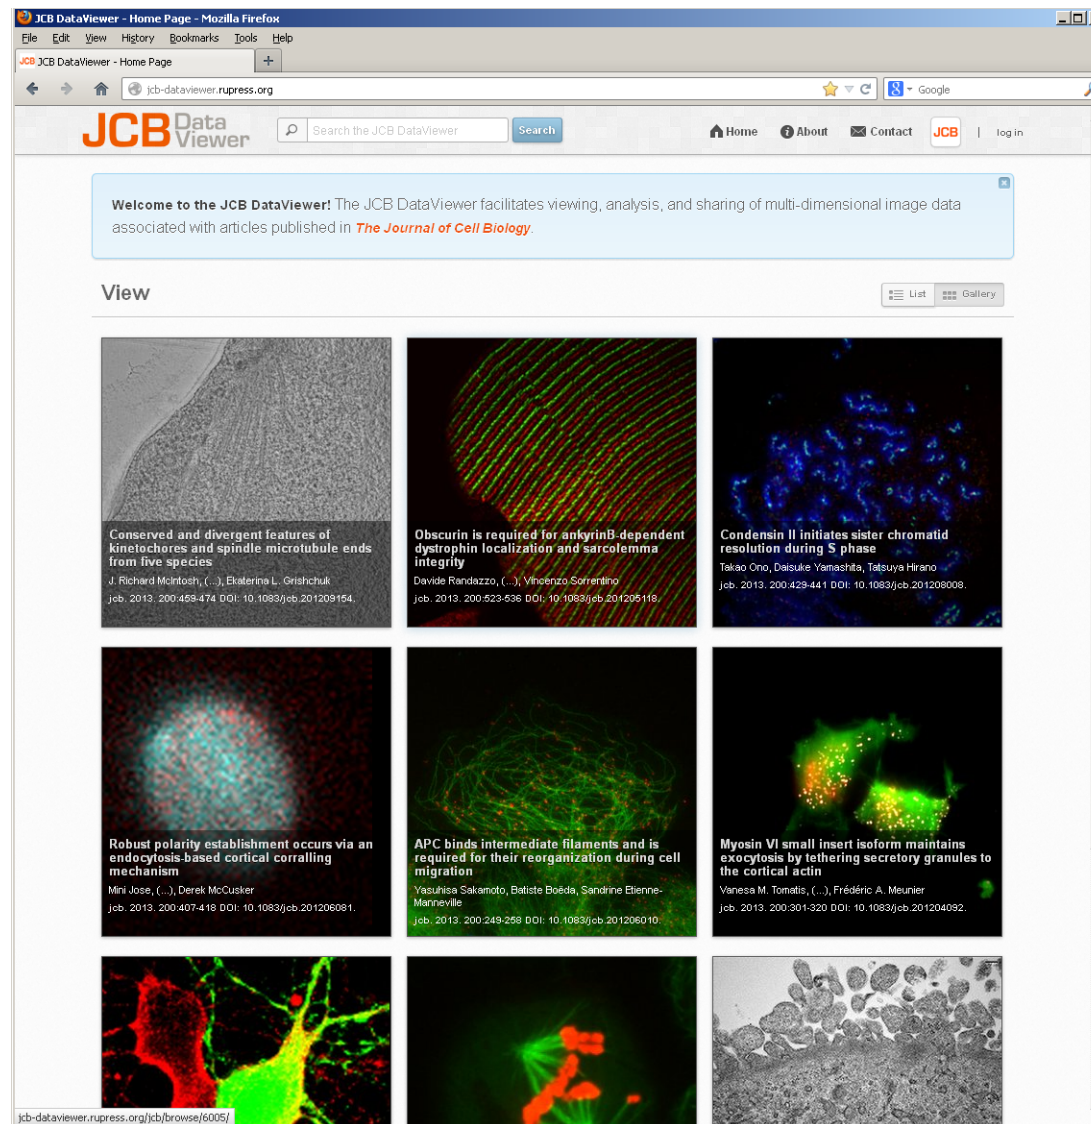 JCB DataViewer - Home Page - Mozilla Firefox
File Edit View History Bookmarks Tools Help
JCB JCB DataViewer - Home Page +
jcb-dataviewer.rupress.org Google
JCB Data Viewer Search the JCB DataViewer Search Home About Contact JCB | log in
Welcome to the JCB DataViewer! The JCB DataViewer facilitates viewing, analysis, and sharing of multi-dimensional image data
associated with articles published in The Journal of Cell Biology.
View List Gallery
Conserved and divergent features of
kinetochores and spindle microtubule ends
from five species
J. Richard McIntosh, (...), Ekaterina L. Grishchuk
jcb. 2013. 200:459-474 DOI: 10.1083/jcb.201209154.
Obscurin is required for ankyrinB-dependent
dystrophin localization and sarcolemma
integrity
Davide Randazzo, (...), Vincenzo Sorrentino
jcb. 2013. 200:523-536 DOI: 10.1083/jcb.201205118.
Condensin II initiates sister chromatid
resolution during S phase
Takao Ono, Daisuke Yamashita, Tatsuya Hirano
jcb. 2013. 200:429-441 DOI: 10.1083/jcb.201208008.
Robust polarity establishment occurs via an
endocytosis-based cortical corralling
mechanism
Mini Jose, (...), Derek McCusker
jcb. 2013. 200:407-418 DOI: 10.1083/jcb.201206081.
APC binds intermediate filaments and is
required for their reorganization during cell
migration
Yasuhisa Sakamoto, Batiste Boëda, Sandrine Etienne-
Manneville
jcb. 2013. 200:249-258 DOI: 10.1083/jcb.201206010.
Myosin VI small insert isoform maintains
exocytosis by tethering secretory granules to
the cortical actin
Vanesa M. Tomatis, (...), Frédéric A. Meunier
jcb. 2013. 200:301-320 DOI: 10.1083/jcb.201204092.
jcb-dataviewer.rupress.org/jcb/browse/6005/